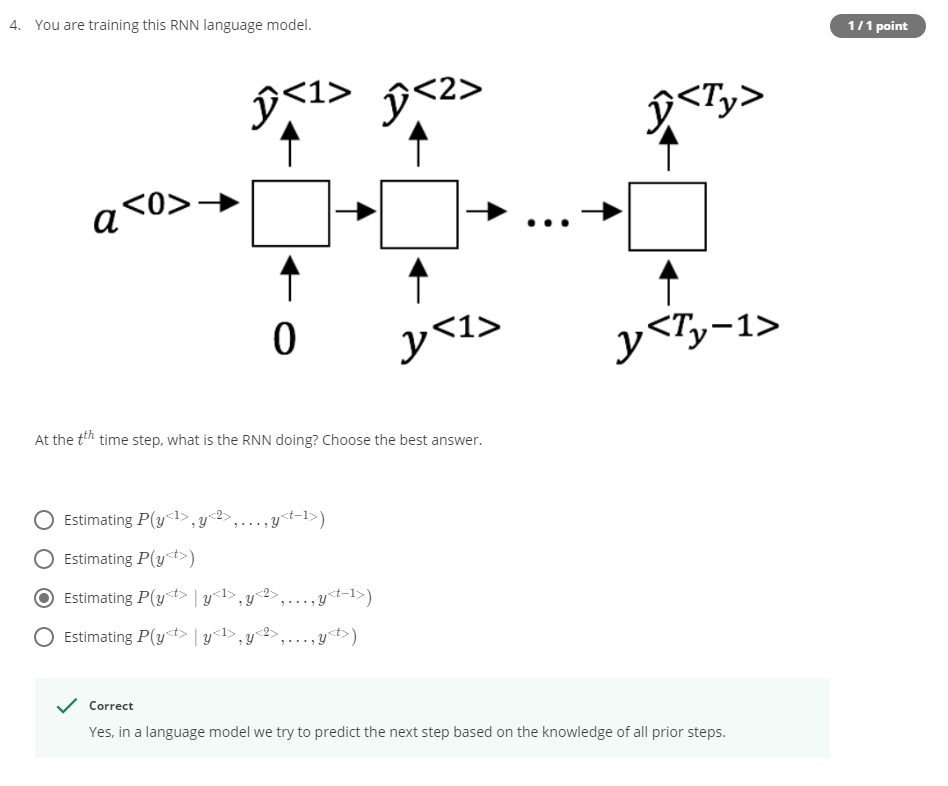 4. You are training this RNN language model.
1 / 1 point
ŷ<1> ŷ<2> ŷ<Ty>
a<0>
...
0 y<1> y<Ty−1>
At the tth time step, what is the RNN doing? Choose the best answer.
Estimating P(y<1>, y<2>, . . . , y<t−1>)
Estimating P(y<t>)
Estimating P(y<t> | y<1>, y<2>, . . . , y<t−1>)
Estimating P(y<t> | y<1>, y<2>, . . . , y<t>)
Correct
Yes, in a language model we try to predict the next step based on the knowledge of all prior steps.